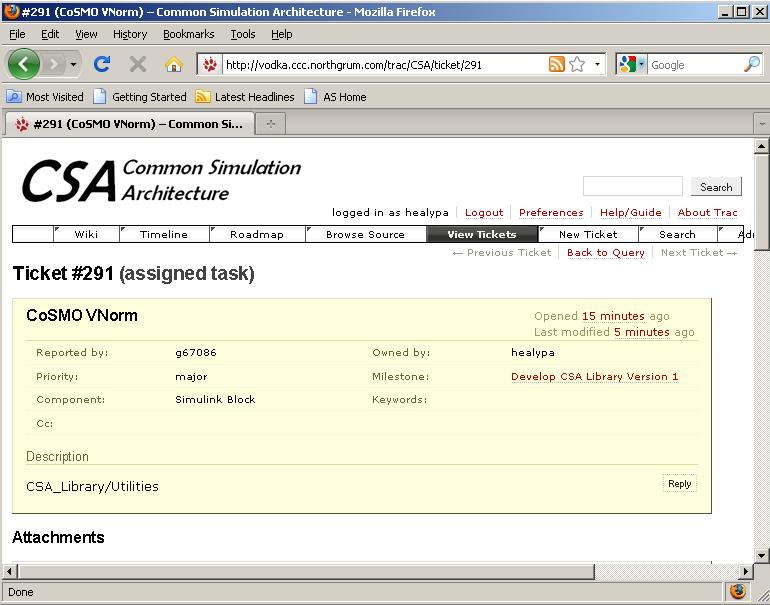 #291 (CoSMO VNorm) – Common Simulation Architecture - Mozilla Firefox
File Edit View History Bookmarks Tools Help
http://vodka.ccc.northgrum.com/trac/CSA/ticket/291 Google
Most Visited Getting Started Latest Headlines AS Home
#291 (CoSMO VNorm) – Common Si...
CSA Common Simulation
Architecture
Search
logged in as healypa Logout Preferences Help/Guide About Trac
Wiki Timeline Roadmap Browse Source View Tickets New Ticket Search Adr
← Previous Ticket Back to Query Next Ticket →
Ticket #291 (assigned task)
CoSMO VNorm Opened 15 minutes ago
Last modified 5 minutes ago
Reported by: g67086 Owned by: healypa
Priority: major Milestone: Develop CSA Library Version 1
Component: Simulink Block Keywords:
Cc:
Description
CSA_Library/Utilities Reply
Attachments
Done